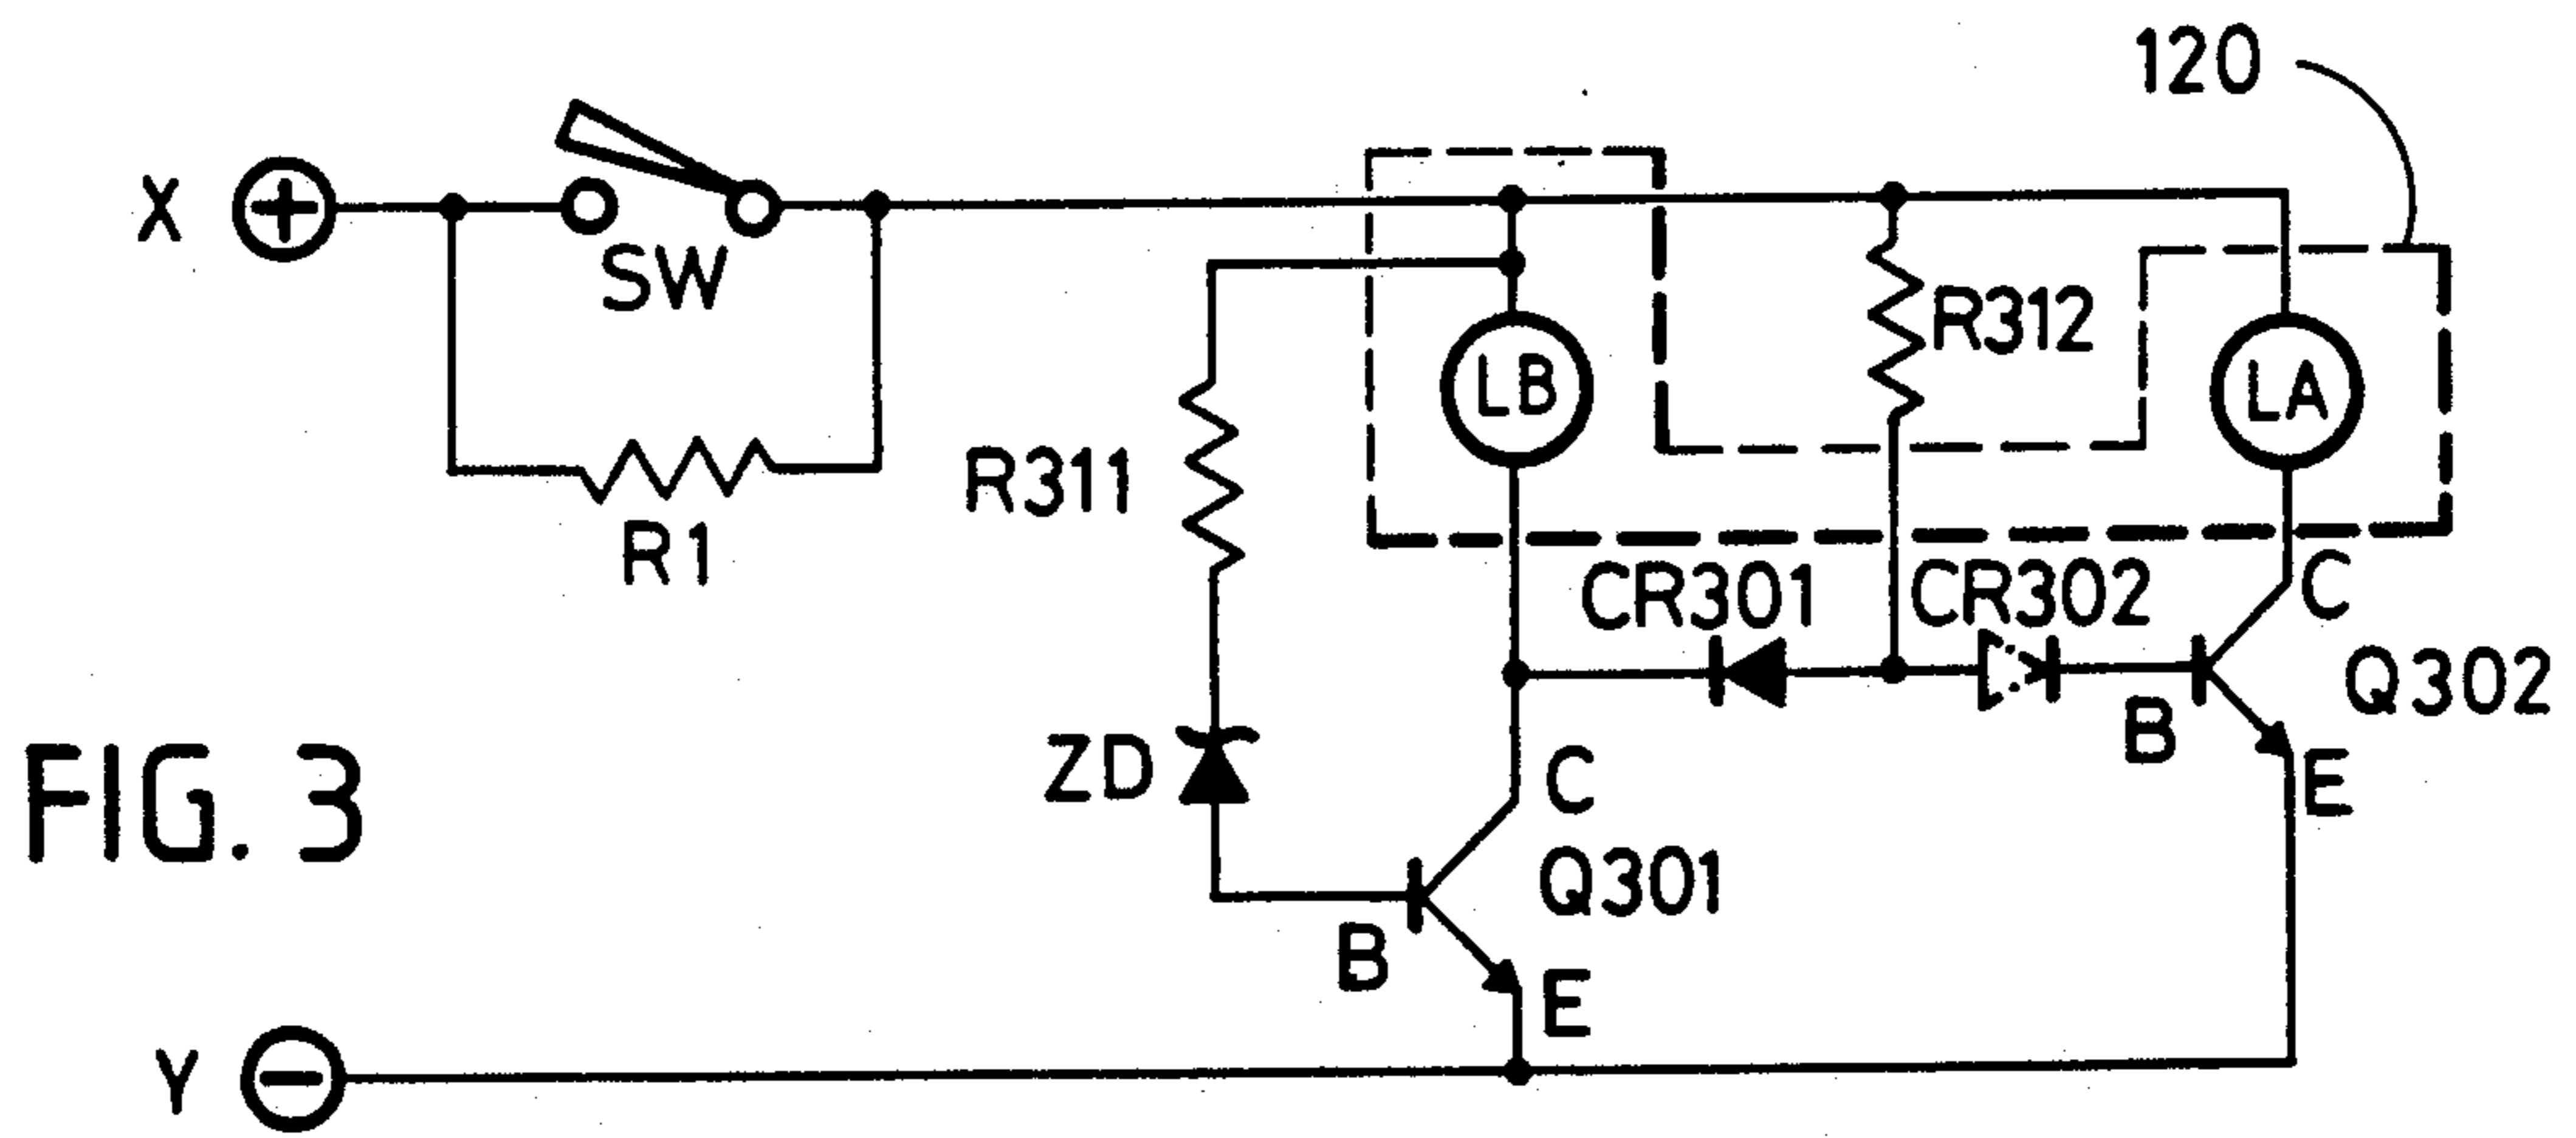 120
X
+
SW
R312
LB
LA
R311
R1
CR301
CR302
C
Q302
B
E
ZD
C
FIG. 3
Q301
B
E
Y
−